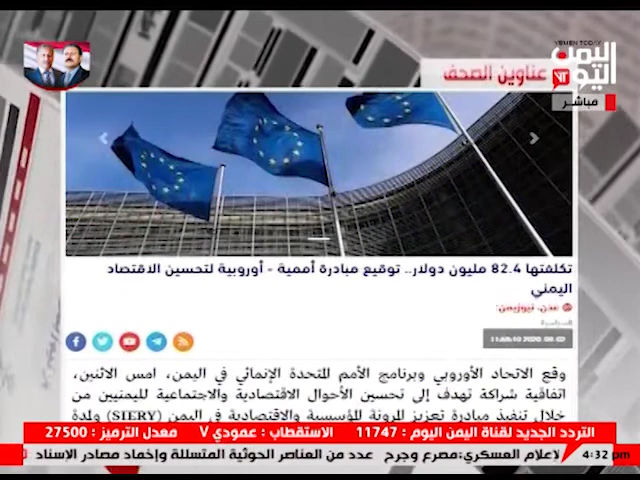 YEMEN TODAY
اليمن
اليوم
مباشر
عناوين الصحف
تكلفتها 82.4 مليون دولار.. توقيع مبادرة أممية - أوروبية لتحسين الاقتصاد
اليمني
عدن، نيوزيمن:
السياسية
وقع الاتحاد الأوروبي وبرنامج الأمم المتحدة الإنمائي في اليمن، امس الاثنين،
اتفاقية شراكة تهدف إلى تحسين الأحوال الاقتصادية والاجتماعية لليمنيين من
خلال تنفيذ مبادرة تعزيز المرونة المؤسسية والاقتصادية في اليمن (SIERY) ولمدة
التردد الجديد لقناة اليمن اليوم : 11747 الاستقطاب : عمودي V معدل الترميز : 27500
لاعلام العسكري:مصرع وجرح عدد من العناصر الحوثية المتسللة وإخماد مصادر الإسناد
4:32 pm